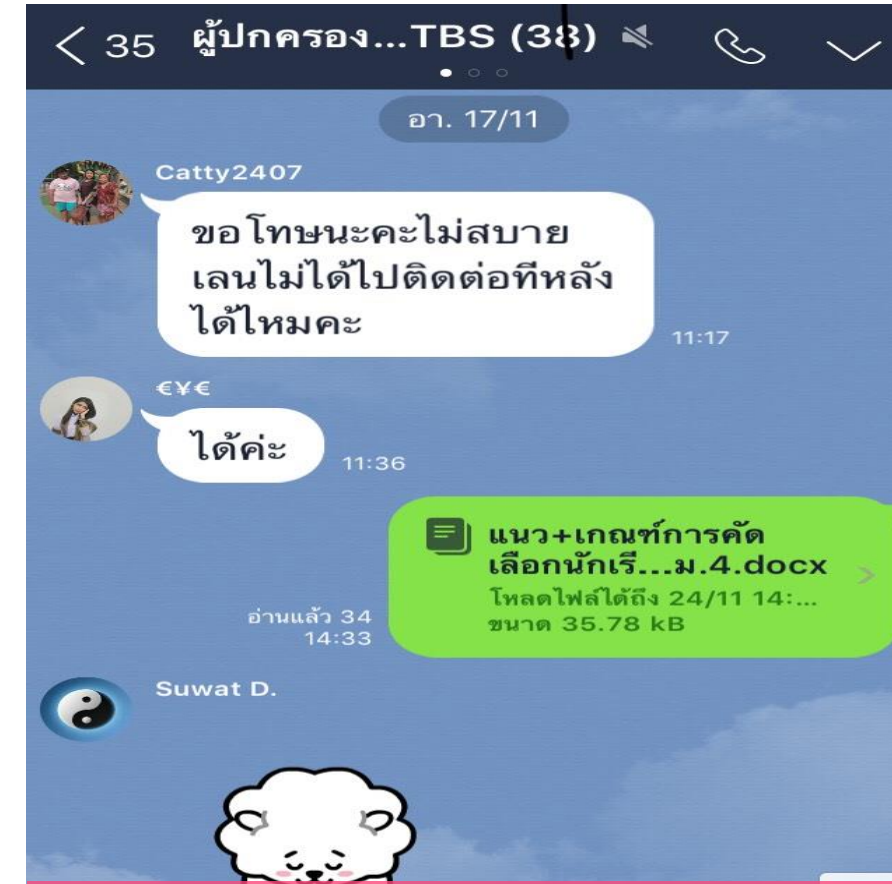 35 ผู้ปกครอง...TBS (38)
อา. 17/11
Catty2407
ขอโทษนะคะไม่สบาย
เลนไม่ได้ไปติดต่อทีหลัง
ได้ไหมคะ
11:17
€¥€
ได้ค่ะ
11:36
แนว+เกณฑ์การคัด
เลือกนักเรี...ม.4.docx
โหลดไฟล์ได้ถึง 24/11 14:...
ขนาด 35.78 kB
อ่านแล้ว 34
14:33
Suwat D.